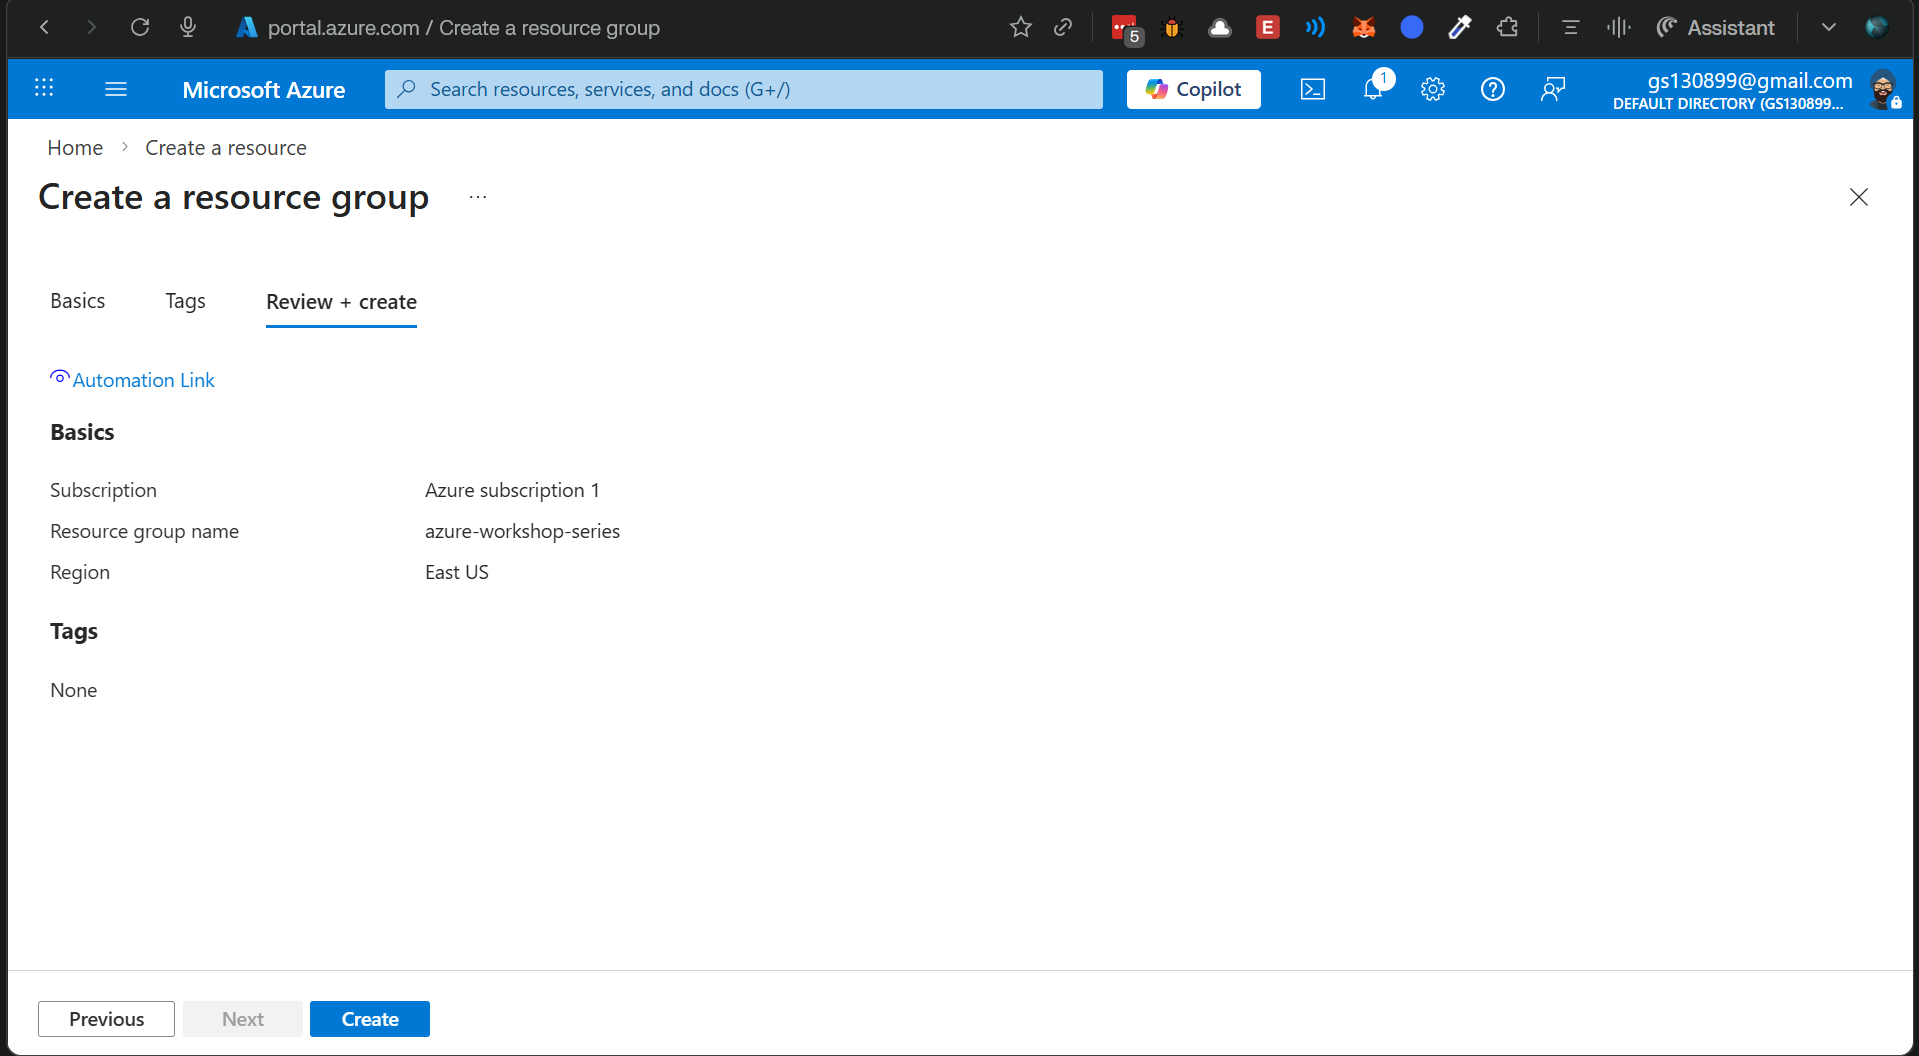 portal.azure.com / Create a resource group
5
E
Assistant
Microsoft Azure
Search resources, services, and docs (G+/)
Copilot
1
gs130899@gmail.com
DEFAULT DIRECTORY (GS130899...
Home > Create a resource
Create a resource group ...
Basics Tags Review + create
Automation Link
Basics
Subscription Azure subscription 1
Resource group name azure-workshop-series
Region East US
Tags
None
Previous Next Create